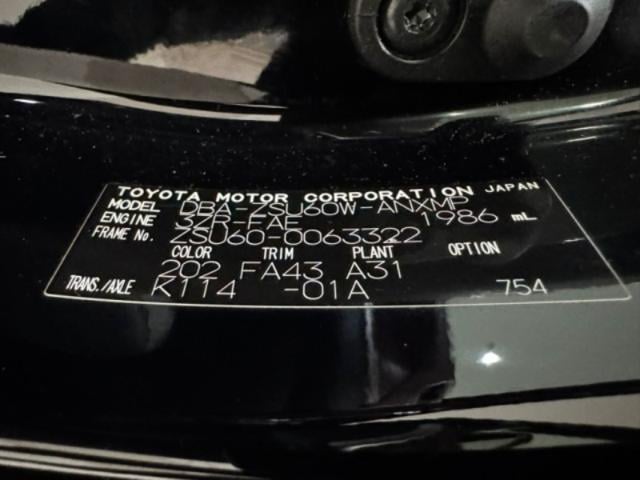 TOYOTA MOTOR CORPORATION JAPAN
MODEL DBA-ZSU60W-ANXMP
ENGINE 3ZR-FAE 1986 mL
FRAME No. ZSU60-0063322
COLOR TRIM PLANT OPTION
202 FA43 A31
TRANS./AXLE K114 -01A 754